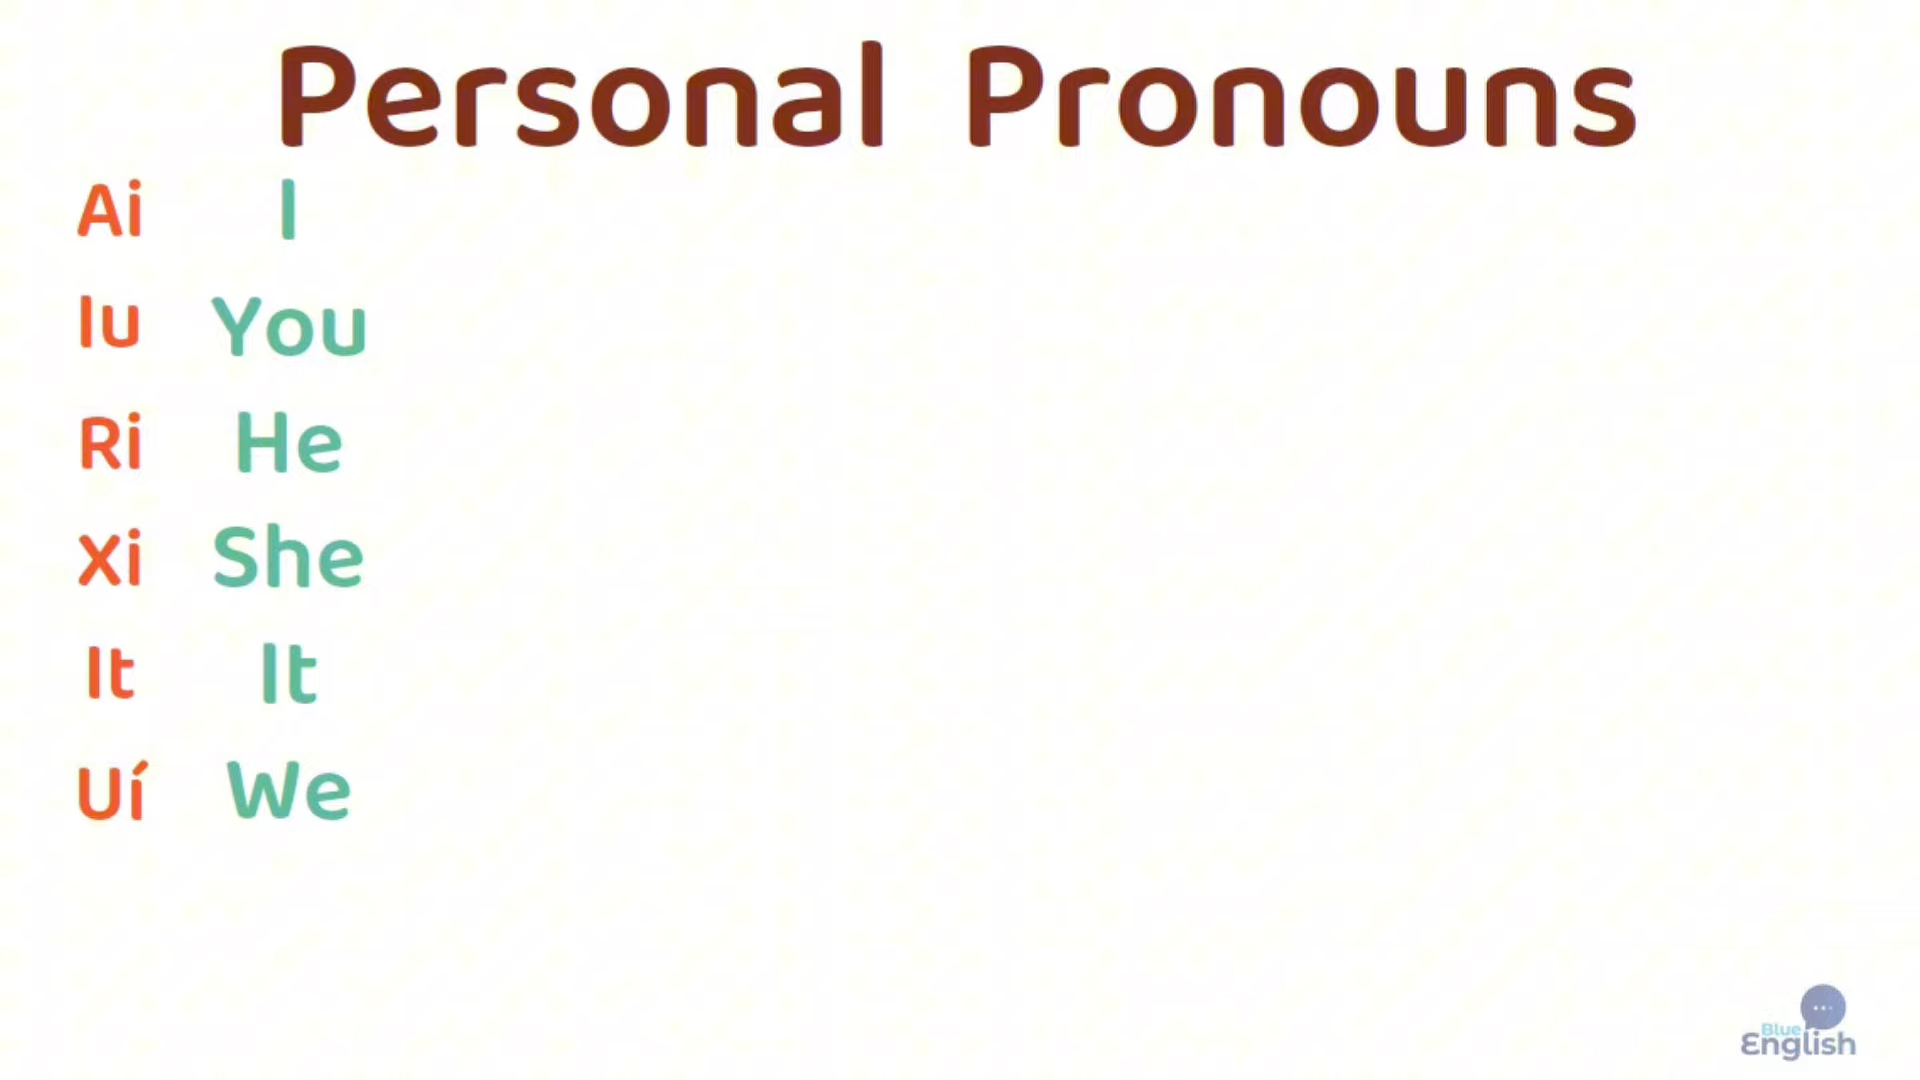 Personal Pronouns
Ai I
Iu You
Ri He
Xi She
It It
Uí We
Blue
English